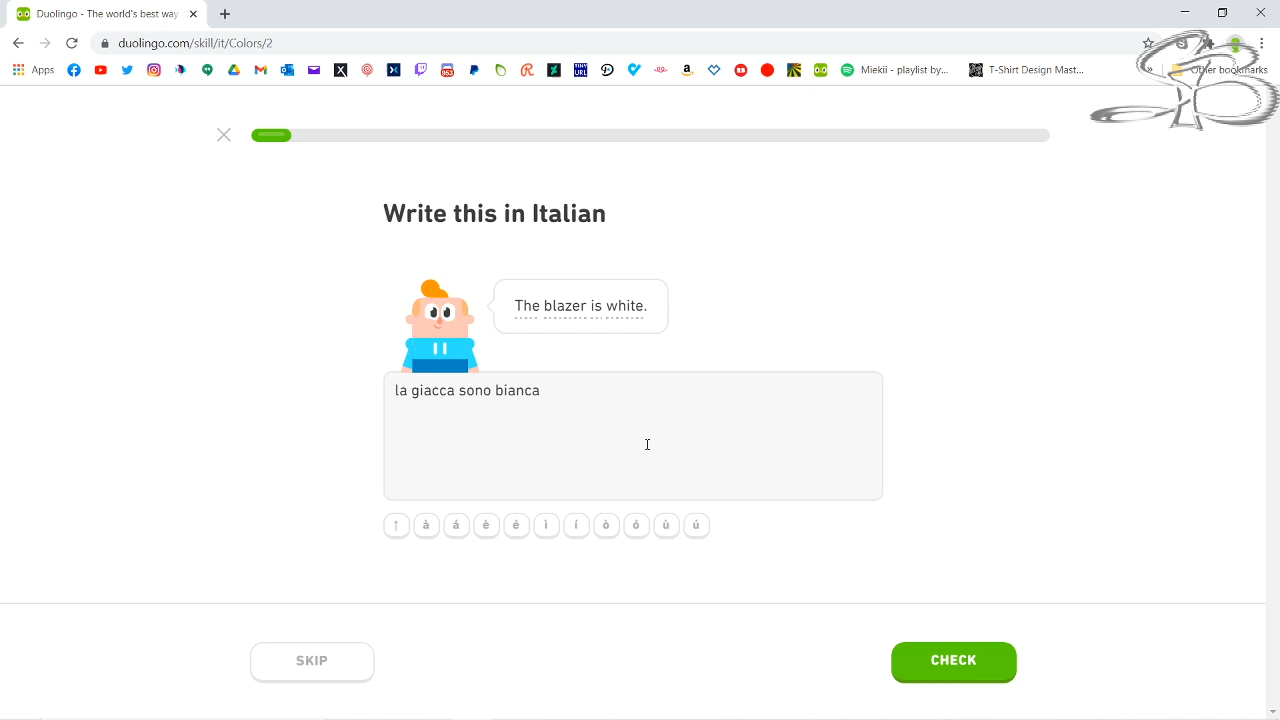 Duolingo - The world's best way
duolingo.com/skill/it/Colors/2
Apps
953
Miekii - playlist by...
T-Shirt Design Mast...
»
Other bookmarks
Write this in Italian
The blazer is white.
la giacca sono bianca
↑ à á è é ì í ò ó ù ú
SKIP
CHECK